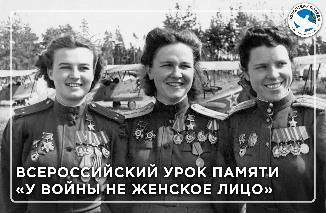 ВСЕРОССИЙСКИЙ УРОК ПАМЯТИ
«У ВОЙНЫ НЕ ЖЕНСКОЕ ЛИЦО»